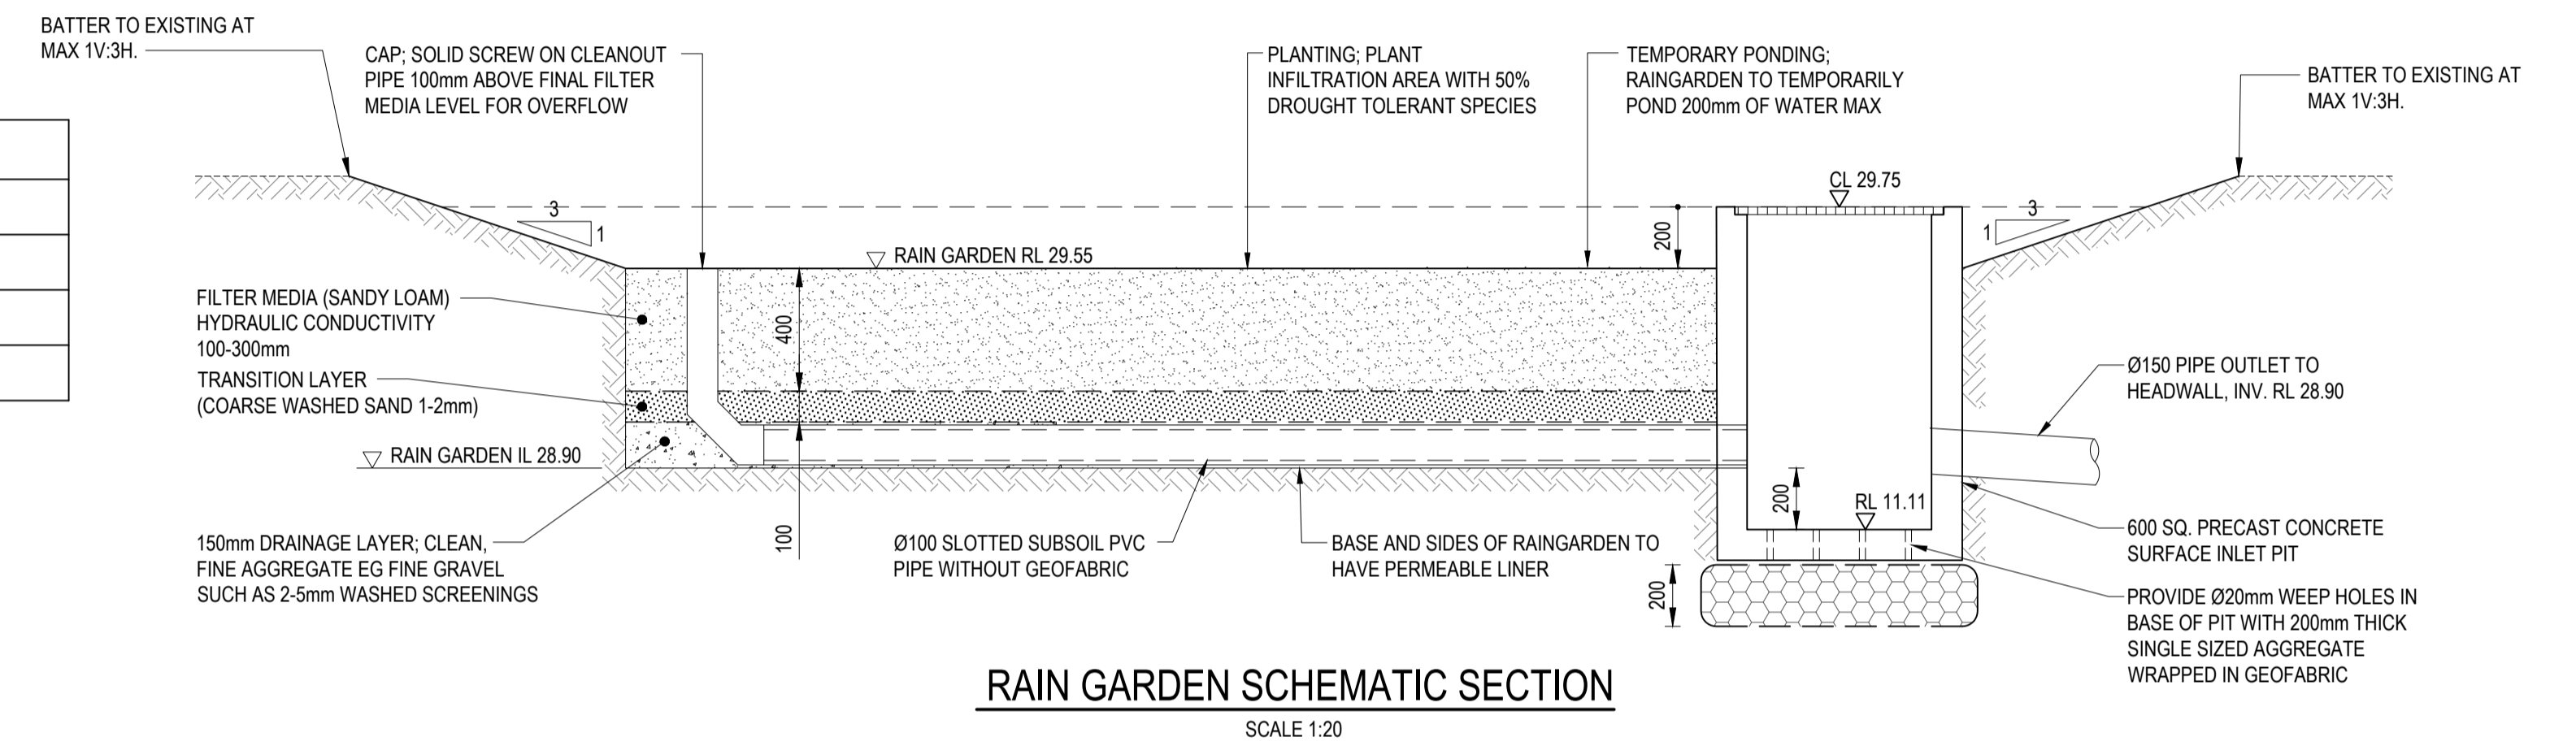 BATTER TO EXISTING AT
MAX 1V:3H.
CAP; SOLID SCREW ON CLEANOUT
PIPE 100mm ABOVE FINAL FILTER
MEDIA LEVEL FOR OVERFLOW
PLANTING; PLANT
INFILTRATION AREA WITH 50%
DROUGHT TOLERANT SPECIES
TEMPORARY PONDING;
RAINGARDEN TO TEMPORARILY
POND 200mm OF WATER MAX
BATTER TO EXISTING AT
MAX 1V:3H.
CL 29.75
3
1
200
3
1
RAIN GARDEN RL 29.55
FILTER MEDIA (SANDY LOAM)
HYDRAULIC CONDUCTIVITY
100-300mm
400
TRANSITION LAYER
(COARSE WASHED SAND 1-2mm)
Ø150 PIPE OUTLET TO
HEADWALL, INV. RL 28.90
RAIN GARDEN IL 28.90
200
RL 11.11
150mm DRAINAGE LAYER; CLEAN,
FINE AGGREGATE EG FINE GRAVEL
SUCH AS 2-5mm WASHED SCREENINGS
100
Ø100 SLOTTED SUBSOIL PVC
PIPE WITHOUT GEOFABRIC
BASE AND SIDES OF RAINGARDEN TO
HAVE PERMEABLE LINER
200
600 SQ. PRECAST CONCRETE
SURFACE INLET PIT
PROVIDE Ø20mm WEEP HOLES IN
BASE OF PIT WITH 200mm THICK
SINGLE SIZED AGGREGATE
WRAPPED IN GEOFABRIC
RAIN GARDEN SCHEMATIC SECTION
SCALE 1:20